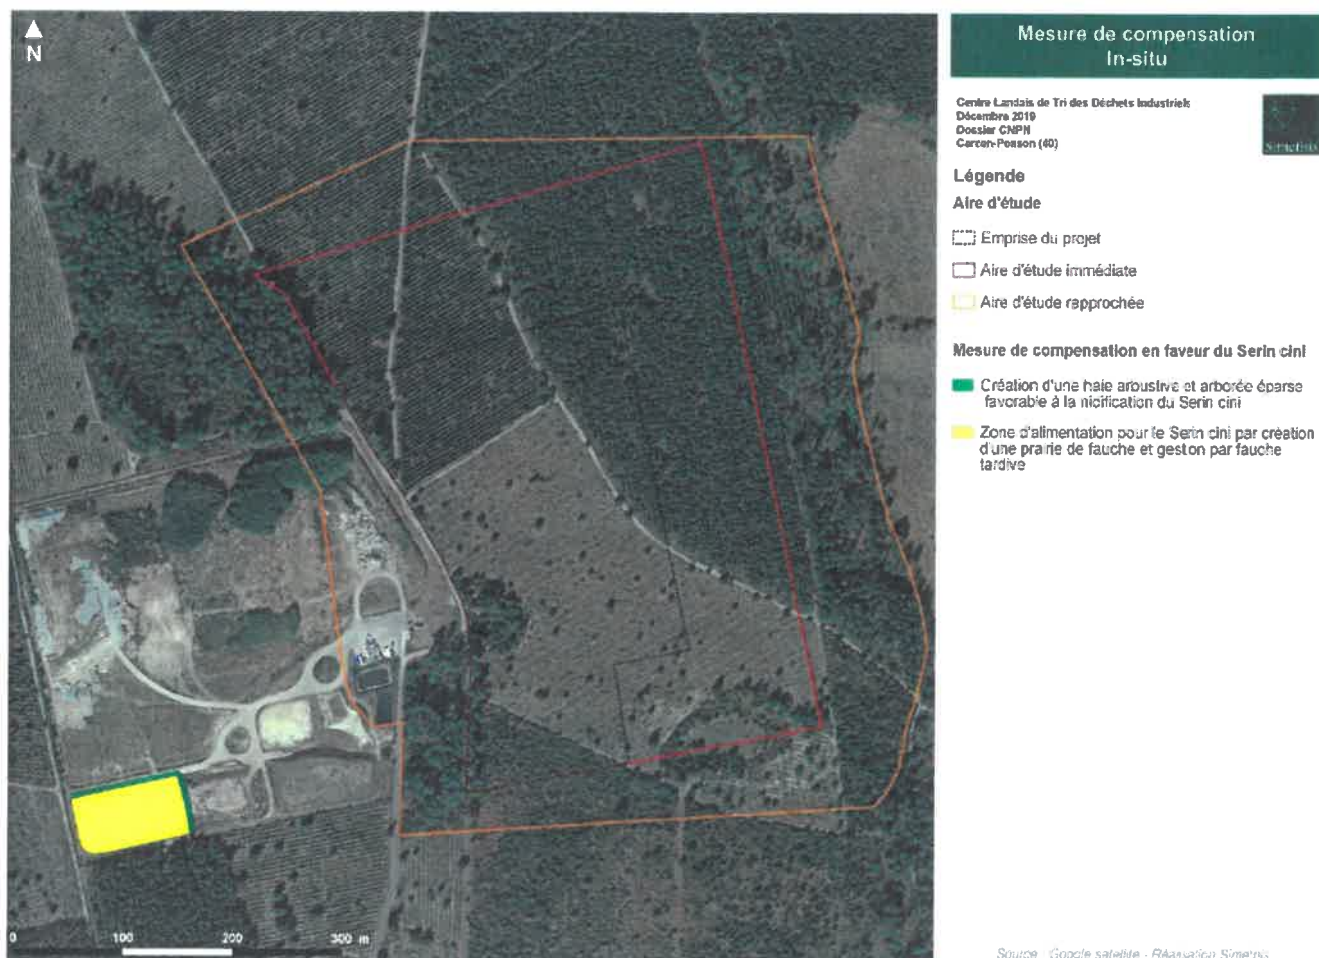 N
Mesure de compensation
In-situ
Centre Landais de Tri des Déchets Industriels
Décembre 2019
Dossier CNPN
Carcen-Ponson (40)
Simethis
Légende
Aire d'étude
Emprise du projet
Aire d'étude immédiate
Aire d'étude rapprochée
Mesure de compensation en faveur du Serin cini
Création d'une haie arbustive et arborée éparse
favorable à la nidification du Serin cini
Zone d'alimentation pour le Serin cini par création
d'une prairie de fauche et gestion par fauche
tardive
0 100 200 300 m
Source : Google satellite - Réalisation Simethis